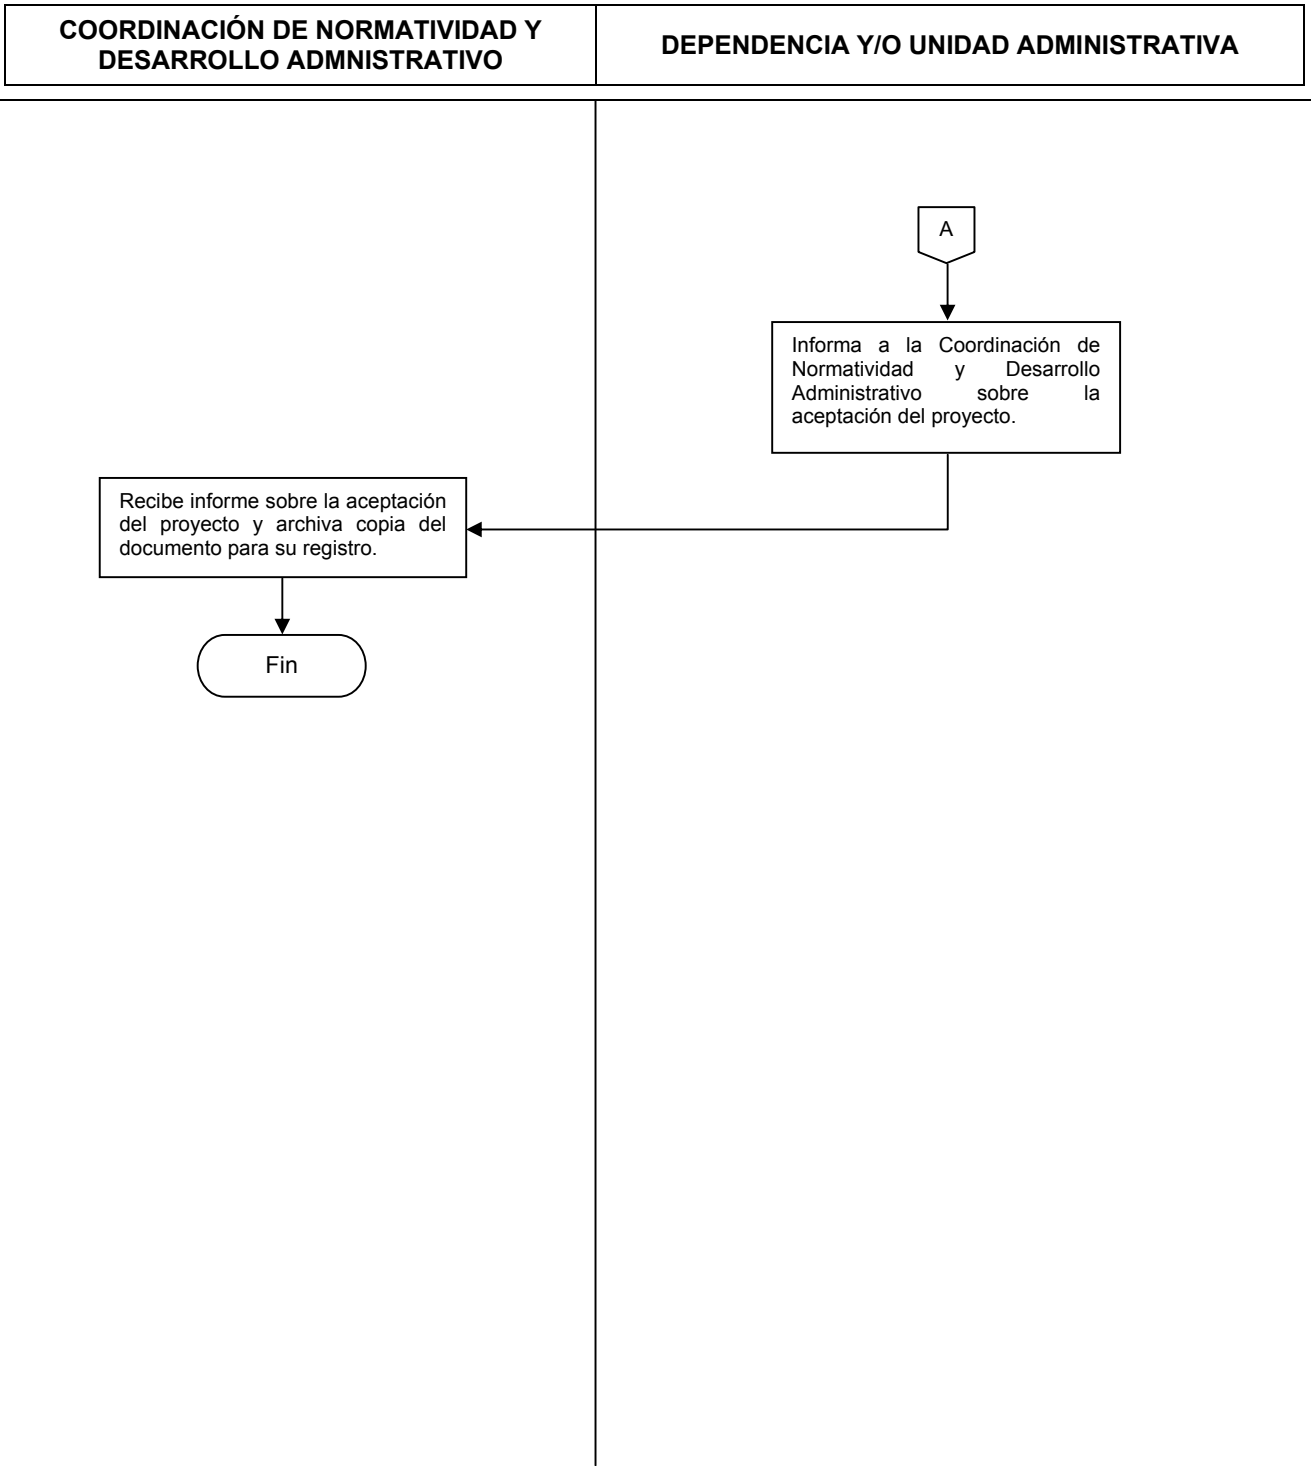 COORDINACIÓN DE NORMATIVIDAD Y
DESARROLLO ADMNISTRATIVO
DEPENDENCIA Y/O UNIDAD ADMINISTRATIVA
A
Informa a la Coordinación de
Normatividad y Desarrollo
Administrativo sobre la
aceptación del proyecto.
Recibe informe sobre la aceptación
del proyecto y archiva copia del
documento para su registro.
Fin